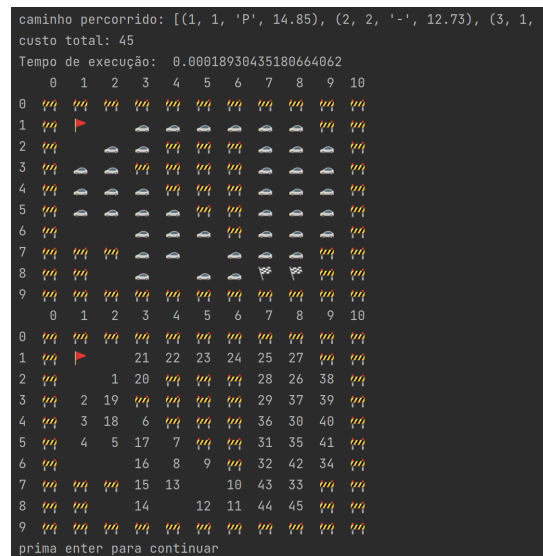 caminho percorrido: [(1, 1, 'P', 14.85), (2, 2, '-', 12.73), (3, 1,
custo total: 45
Tempo de execução:  0.00018930435180664062
0 1 2 3 4 5 6 7 8 9 10
0
1
2
3
4
5
6
7
8
9
0 1 2 3 4 5 6 7 8 9 10
0
1 21 22 23 24 25 27
2 1 20 28 26 38
3 2 19 29 37 39
4 3 18 6 36 30 40
5 4 5 17 7 31 35 41
6 16 8 9 32 42 34
7 15 13 10 43 33
8 14 12 11 44 45
9
prima enter para continuar